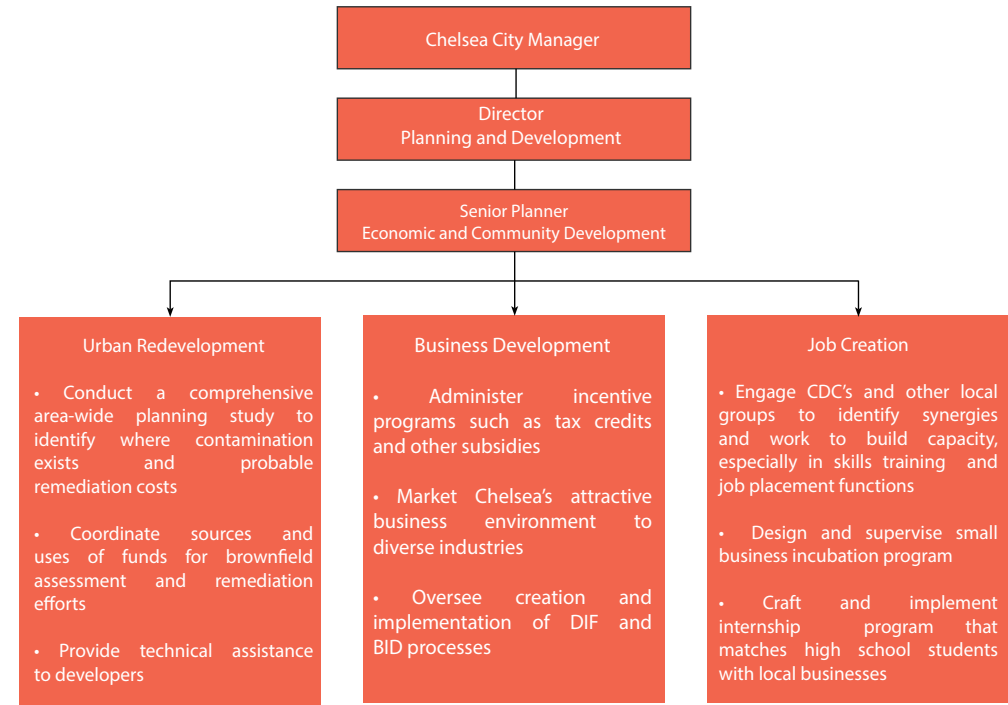 Chelsea City Manager
Director
Planning and Development
Senior Planner
Economic and Community Development
Urban Redevelopment
• Conduct a comprehensive
area-wide planning study to
identify where contamination
exists and probable
remediation costs
• Coordinate sources and
uses of funds for brownfield
assessment and remediation
efforts
• Provide technical assistance
to developers
Business Development
• Administer incentive
programs such as tax credits
and other subsidies
• Market Chelsea's attractive
business environment to
diverse industries
• Oversee creation and
implementation of DIF and
BID processes
Job Creation
• Engage CDC's and other local
groups to identify synergies
and work to build capacity,
especially in skills training and
job placement functions
• Design and supervise small
business incubation program
• Craft and implement
internship program that
matches high school students
with local businesses